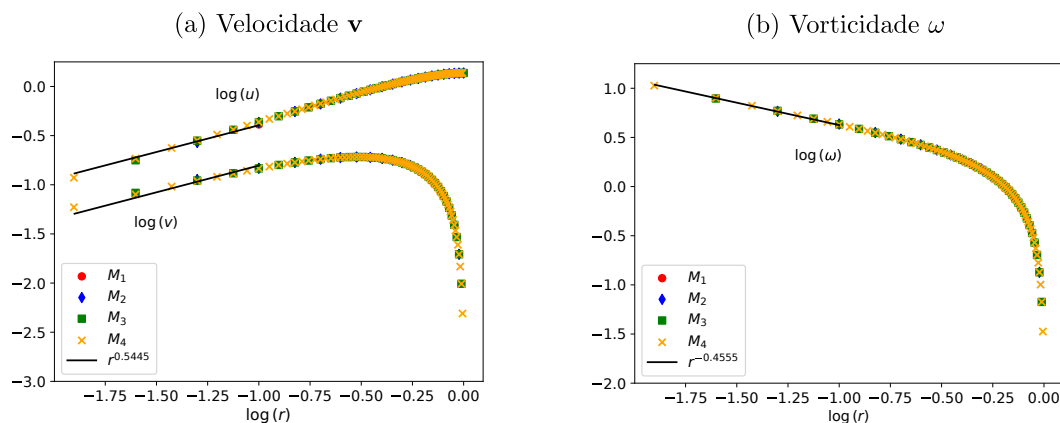 (a) Velocidade v
(b) Vorticidade ω
0.0
−0.5
−1.0
−1.5
−2.0
−2.5
−3.0
log (u)
log (v)
M1
M2
M3
M4
r^0.5445
−1.75 −1.50 −1.25 −1.00 −0.75 −0.50 −0.25 0.00
log (r)
1.0
0.5
0.0
−0.5
−1.0
−1.5
−2.0
log (ω)
M1
M2
M3
M4
r^−0.4555
−1.75 −1.50 −1.25 −1.00 −0.75 −0.50 −0.25 0.00
log (r)